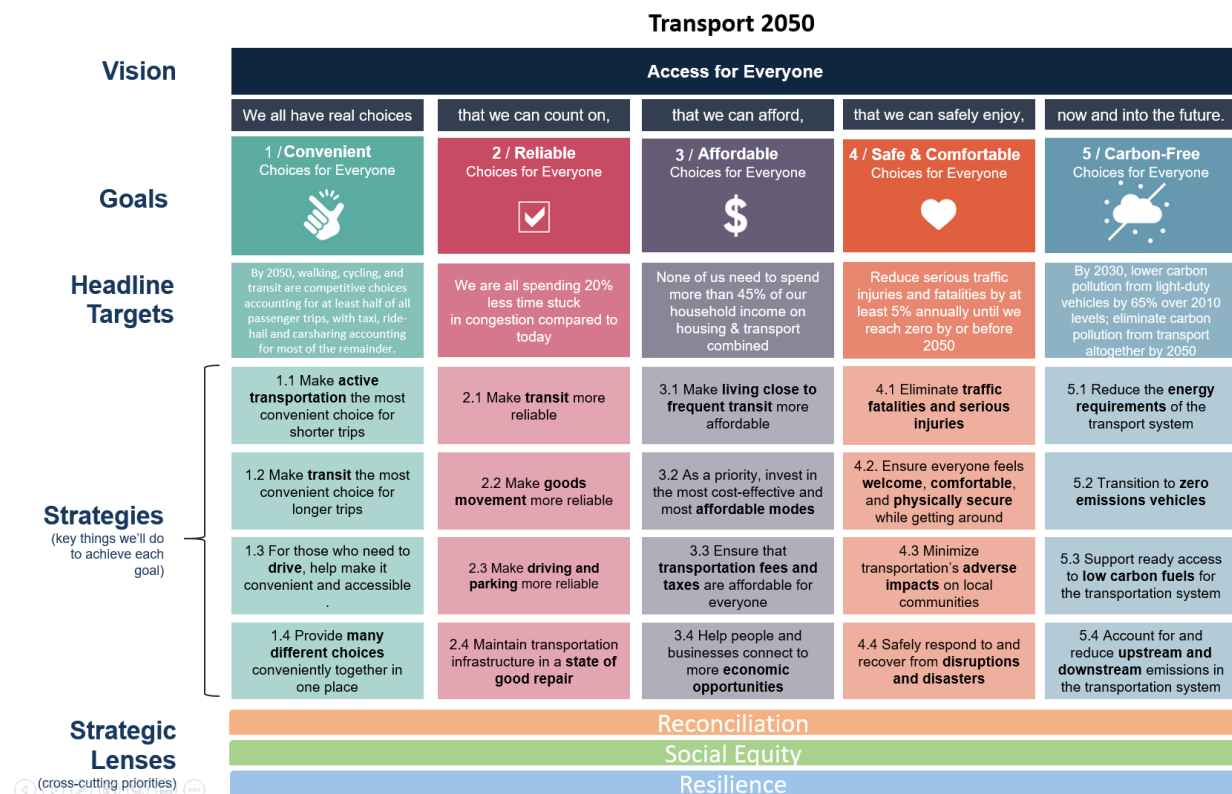 Transport 2050
Vision
Access for Everyone
We all have real choices
that we can count on,
that we can afford,
that we can safely enjoy,
now and into the future.
Goals
1 / Convenient
Choices for Everyone
2 / Reliable
Choices for Everyone
3 / Affordable
Choices for Everyone
$
4 / Safe & Comfortable
Choices for Everyone
5 / Carbon-Free
Choices for Everyone
Headline
Targets
By 2050, walking, cycling, and
transit are competitive choices
accounting for at least half of all
passenger trips, with taxi, ride-
hail and carsharing accounting
for most of the remainder.
We are all spending 20%
less time stuck
in congestion compared to
today
None of us need to spend
more than 45% of our
household income on
housing & transport
combined
Reduce serious traffic
injuries and fatalities by at
least 5% annually until we
reach zero by or before
2050
By 2030, lower carbon
pollution from light-duty
vehicles by 65% over 2010
levels; eliminate carbon
pollution from transport
altogether by 2050
Strategies
(key things we'll do
to achieve each
goal)
1.1 Make active
transportation the most
convenient choice for
shorter trips
2.1 Make transit more
reliable
3.1 Make living close to
frequent transit more
affordable
4.1 Eliminate traffic
fatalities and serious
injuries
5.1 Reduce the energy
requirements of the
transport system
1.2 Make transit the most
convenient choice for
longer trips
2.2 Make goods
movement more reliable
3.2 As a priority, invest in
the most cost-effective and
most affordable modes
4.2. Ensure everyone feels
welcome, comfortable,
and physically secure
while getting around
5.2 Transition to zero
emissions vehicles
1.3 For those who need to
drive, help make it
convenient and accessible
.
2.3 Make driving and
parking more reliable
3.3 Ensure that
transportation fees and
taxes are affordable for
everyone
4.3 Minimize
transportation's adverse
impacts on local
communities
5.3 Support ready access
to low carbon fuels for
the transportation system
1.4 Provide many
different choices
conveniently together in
one place
2.4 Maintain transportation
infrastructure in a state of
good repair
3.4 Help people and
businesses connect to
more economic
opportunities
4.4 Safely respond to and
recover from disruptions
and disasters
5.4 Account for and
reduce upstream and
downstream emissions in
the transportation system
Strategic
Lenses
(cross-cutting priorities)
Reconciliation
Social Equity
Resilience